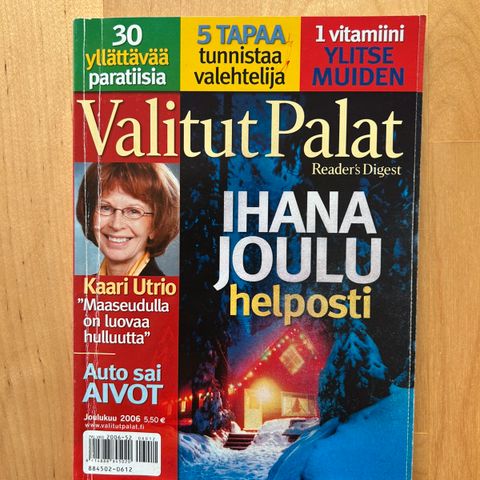 30
yllättävää
paratiisia
5 TAPAA
tunnistaa
valehtelija
1 vitamiini
YLITSE
MUIDEN
Valitut Palat
Reader's Digest
IHANA
JOULU
helposti
Kaari Utrio
"Maaseudulla
on luovaa
hulluutta"
Auto sai
AIVOT
Joulukuu 2006 5,50 €
www.valitutpalat.fi
884502-0612